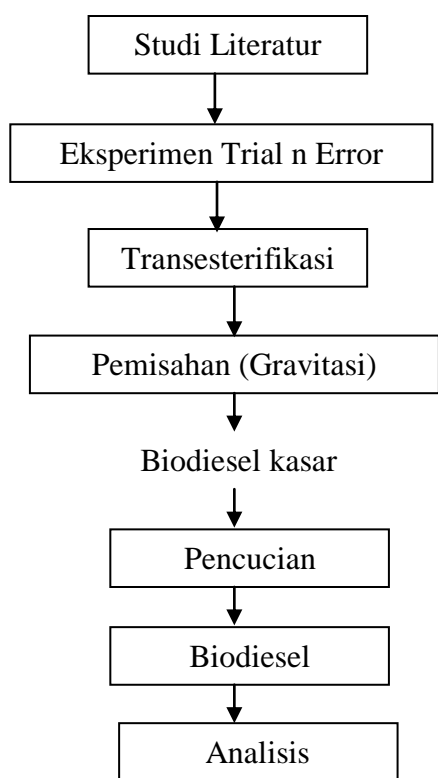 Studi Literatur
Eksperimen Trial n Error
Transesterifikasi
Pemisahan (Gravitasi)
Biodiesel kasar
Pencucian
Biodiesel
Analisis